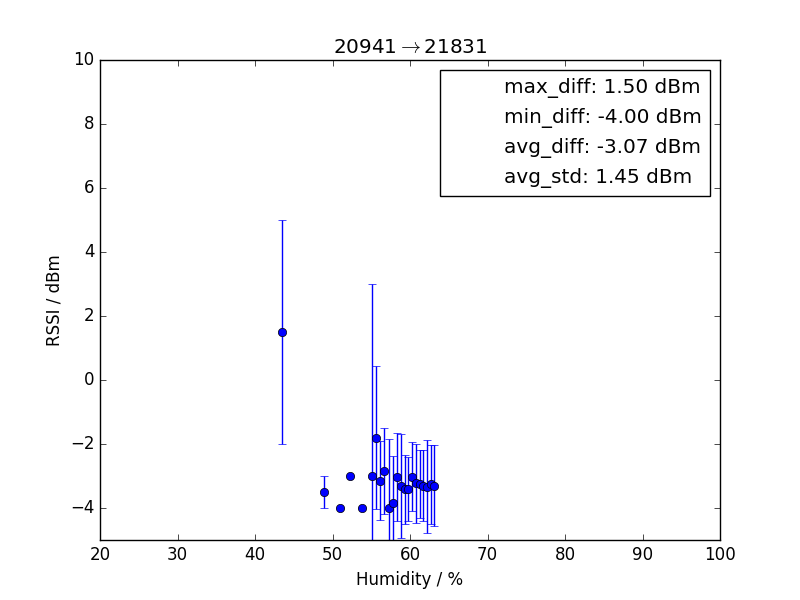 20941→21831
max_diff: 1.50 dBm
min_diff: -4.00 dBm
avg_diff: -3.07 dBm
avg_std: 1.45 dBm
10
8
6
4
2
0
−2
−4
RSSI / dBm
20 30 40 50 60 70 80 90 100
Humidity / %